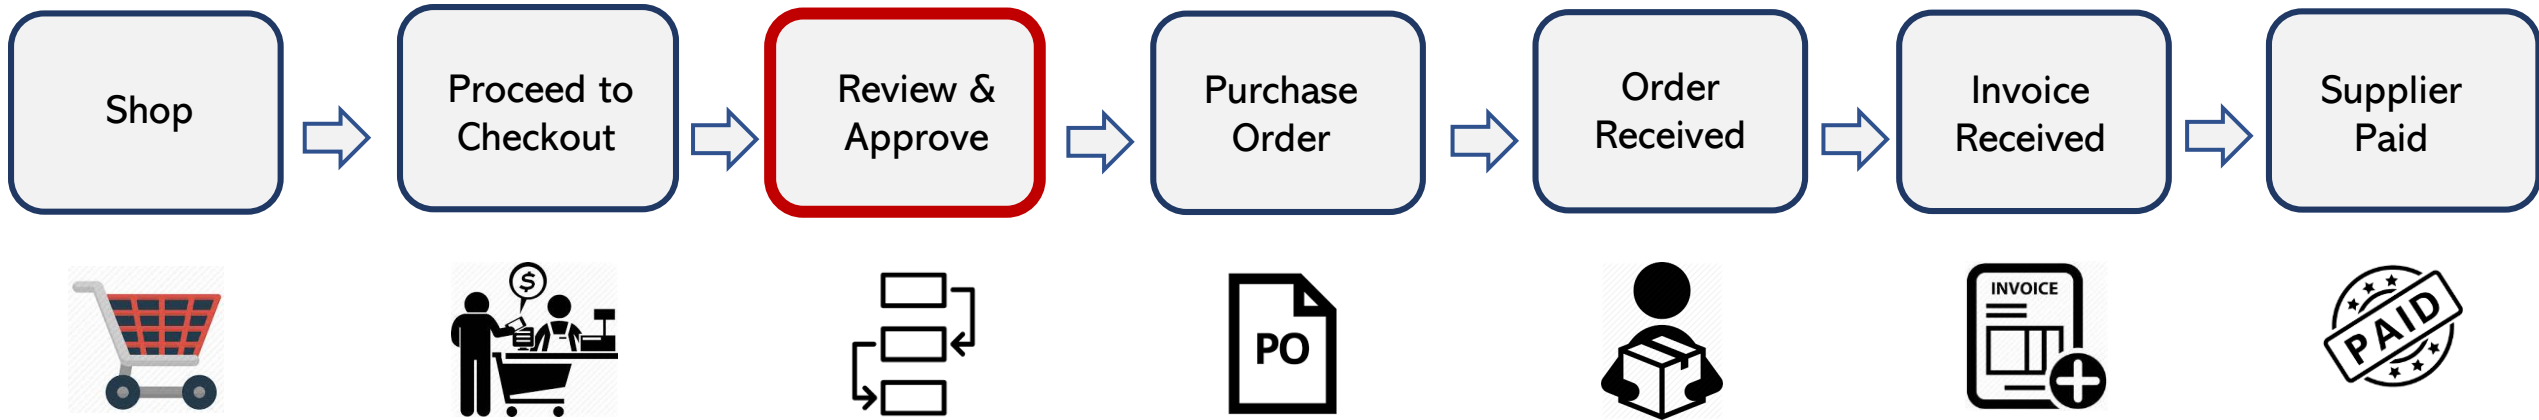 Shop
Proceed to
Checkout
Review &
Approve
Purchase
Order
Order
Received
Invoice
Received
Supplier
Paid
$
PO
INVOICE
PAID